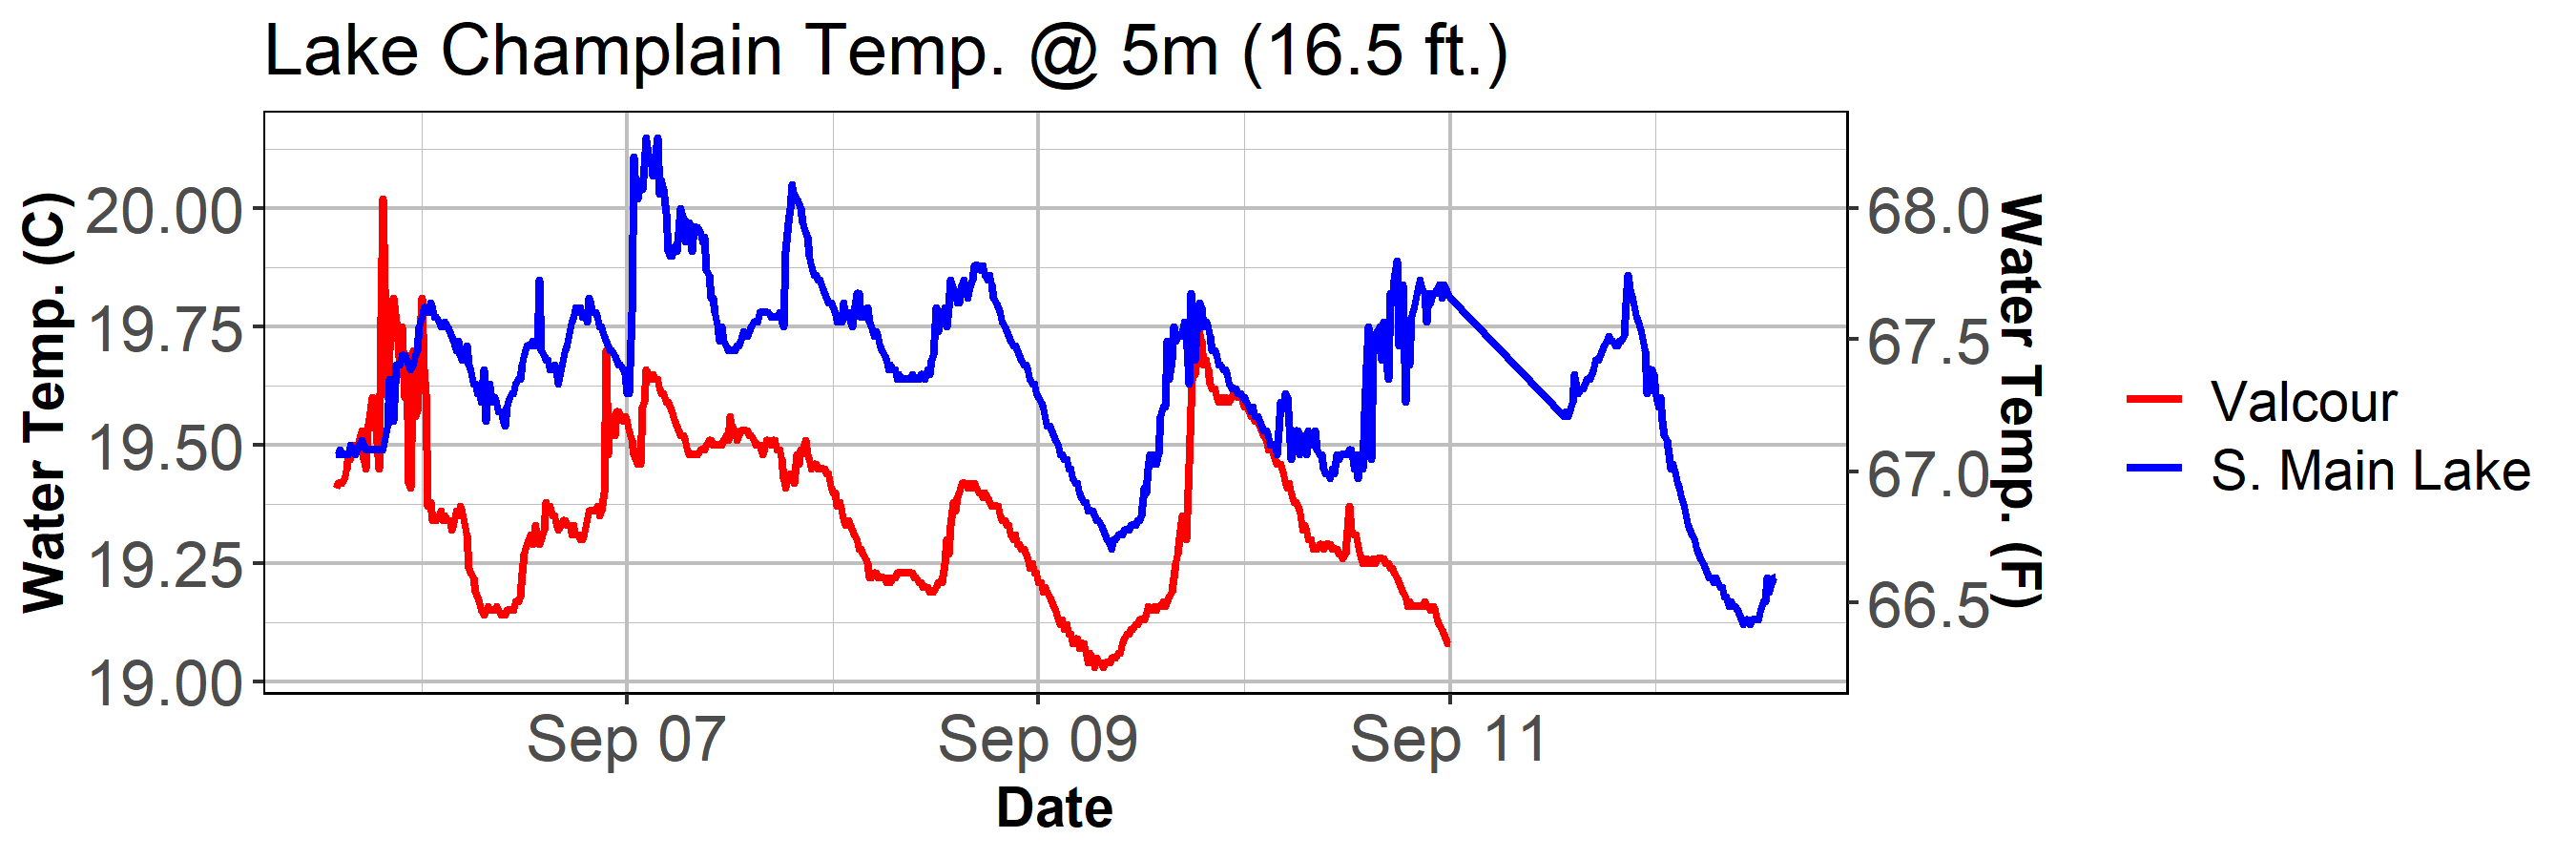 Lake Champlain Temp. @ 5m (16.5 ft.)
Water Temp. (C)
20.00
19.75
19.50
19.25
19.00
68.0
67.5
67.0
66.5
Water Temp. (F)
Sep 07
Sep 09
Sep 11
Date
Valcour
S. Main Lake